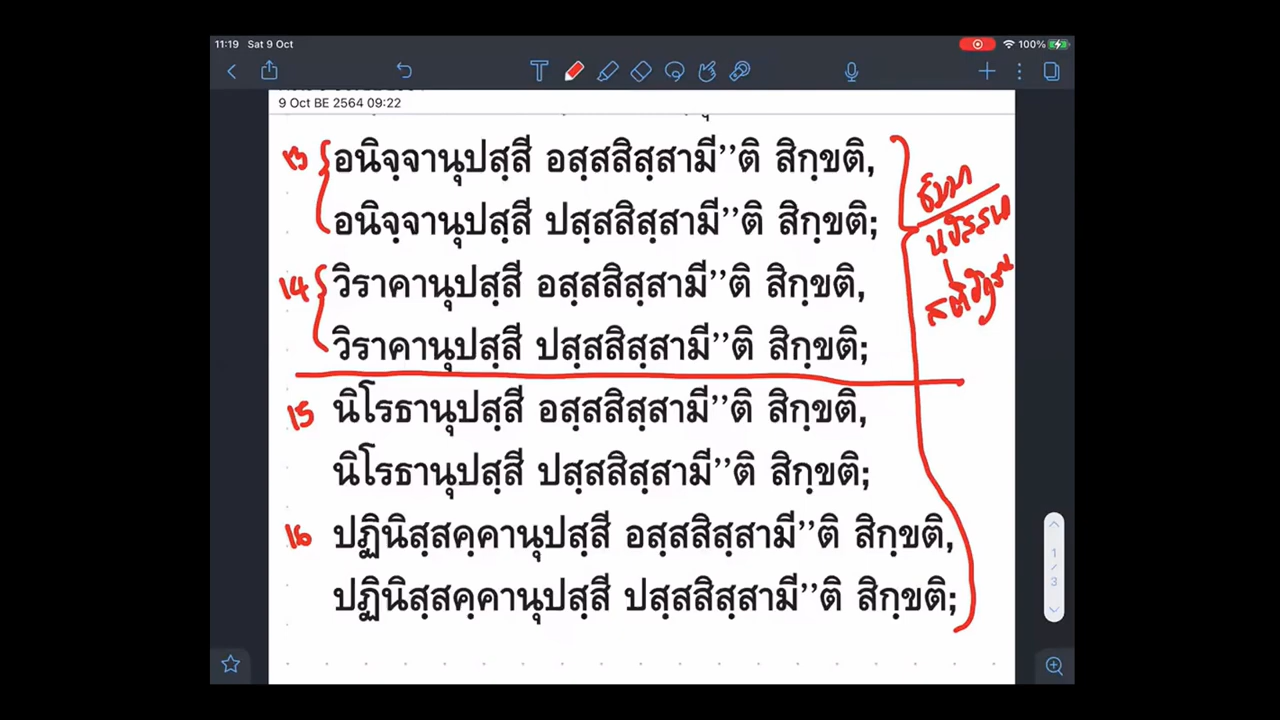 11:19 Sat 9 Oct
100%
9 Oct BE 2564 09:22
13 อนิจฺจานุปสฺสี อสฺสสิสฺสามี’’ติ สิกฺขติ,
อนิจฺจานุปสฺสี ปสฺสสิสฺสามี’’ติ สิกฺขติ;
14 วิราคานุปสฺสี อสฺสสิสฺสามี’’ติ สิกฺขติ,
วิราคานุปสฺสี ปสฺสสิสฺสามี’’ติ สิกฺขติ;
15 นิโรธานุปสฺสี อสฺสสิสฺสามี’’ติ สิกฺขติ,
นิโรธานุปสฺสี ปสฺสสิสฺสามี’’ติ สิกฺขติ;
16 ปฏินิสฺสคฺคานุปสฺสี อสฺสสิสฺสามี’’ติ สิกฺขติ,
ปฏินิสฺสคฺคานุปสฺสี ปสฺสสิสฺสามี’’ติ สิกฺขติ;
ธัมมา
1
/
3